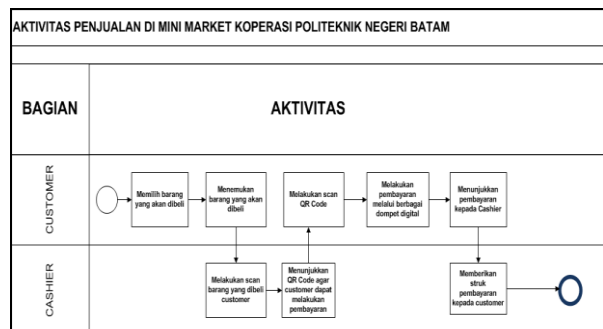 AKTIVITAS PENJUALAN DI MINI MARKET KOPERASI POLITEKNIK NEGERI BATAM
BAGIAN
AKTIVITAS
CUSTOMER
Memilih barang
yang akan dibeli
Menemukan
barang yang akan
dibeli
Melakukan scan
QR Code
Melakukan
pembayaran
melalui berbagai
dompet digital
Menunjukkan
pembayaran
kepada Cashier
CASHIER
Melakukan scan
barang yang dibeli
customer
Menunjukkan
QR Code agar
customer dapat
melakukan
pembayaran
Memberikan
struk
pembayaran
kepada customer